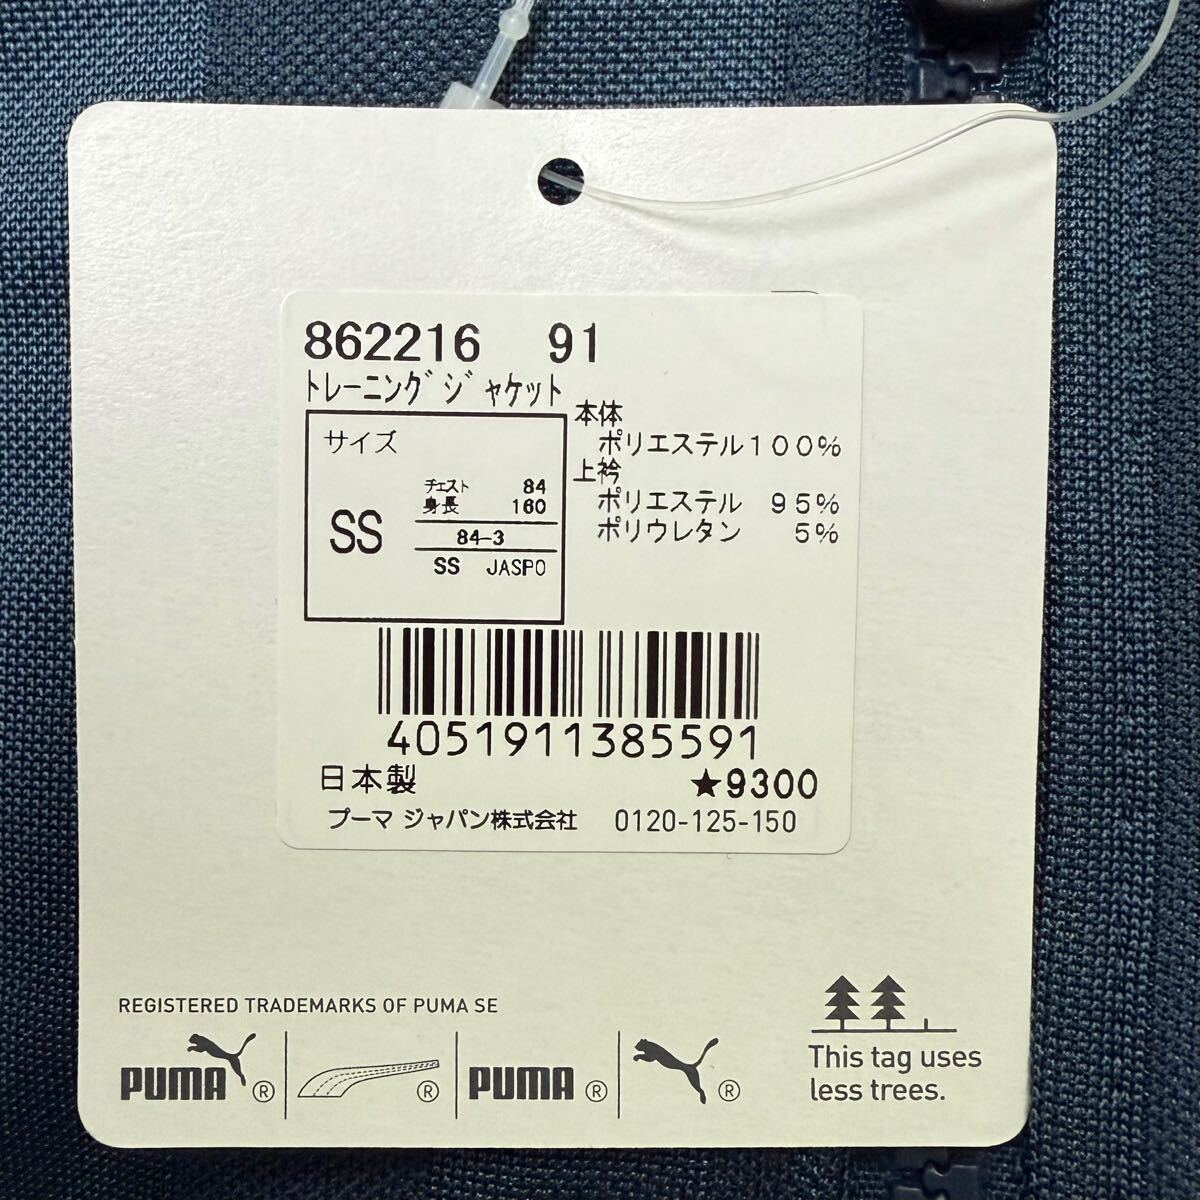 862216 91
トレーニングジャケット
サイズ
SS
チェスト 84
身長 160
84-3
SS JASPO
本体
ポリエステル100%
上衿
ポリエステル 95%
ポリウレタン 5%
4051911385591
日本製 ★9300
プーマ ジャパン株式会社 0120-125-150
REGISTERED TRADEMARKS OF PUMA SE
PUMA ® ® PUMA ® ®
This tag uses
less trees.